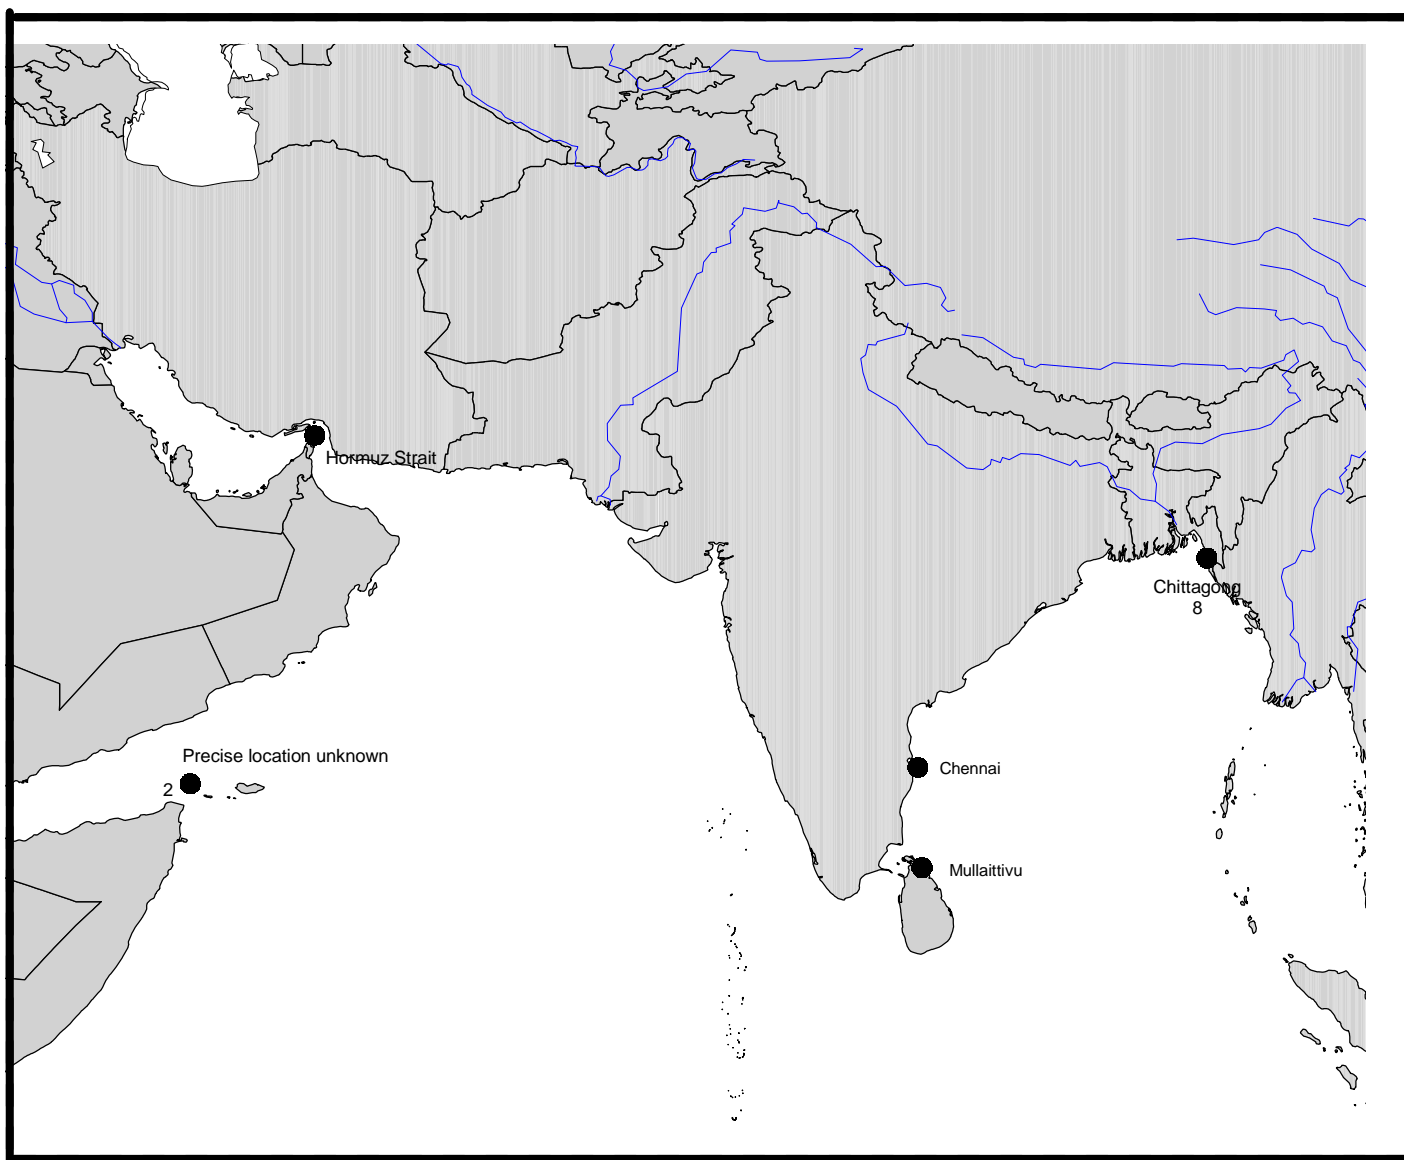 Hormuz Strait
Chittagong
8
Precise location unknown
2
Chennai
Mullaittivu